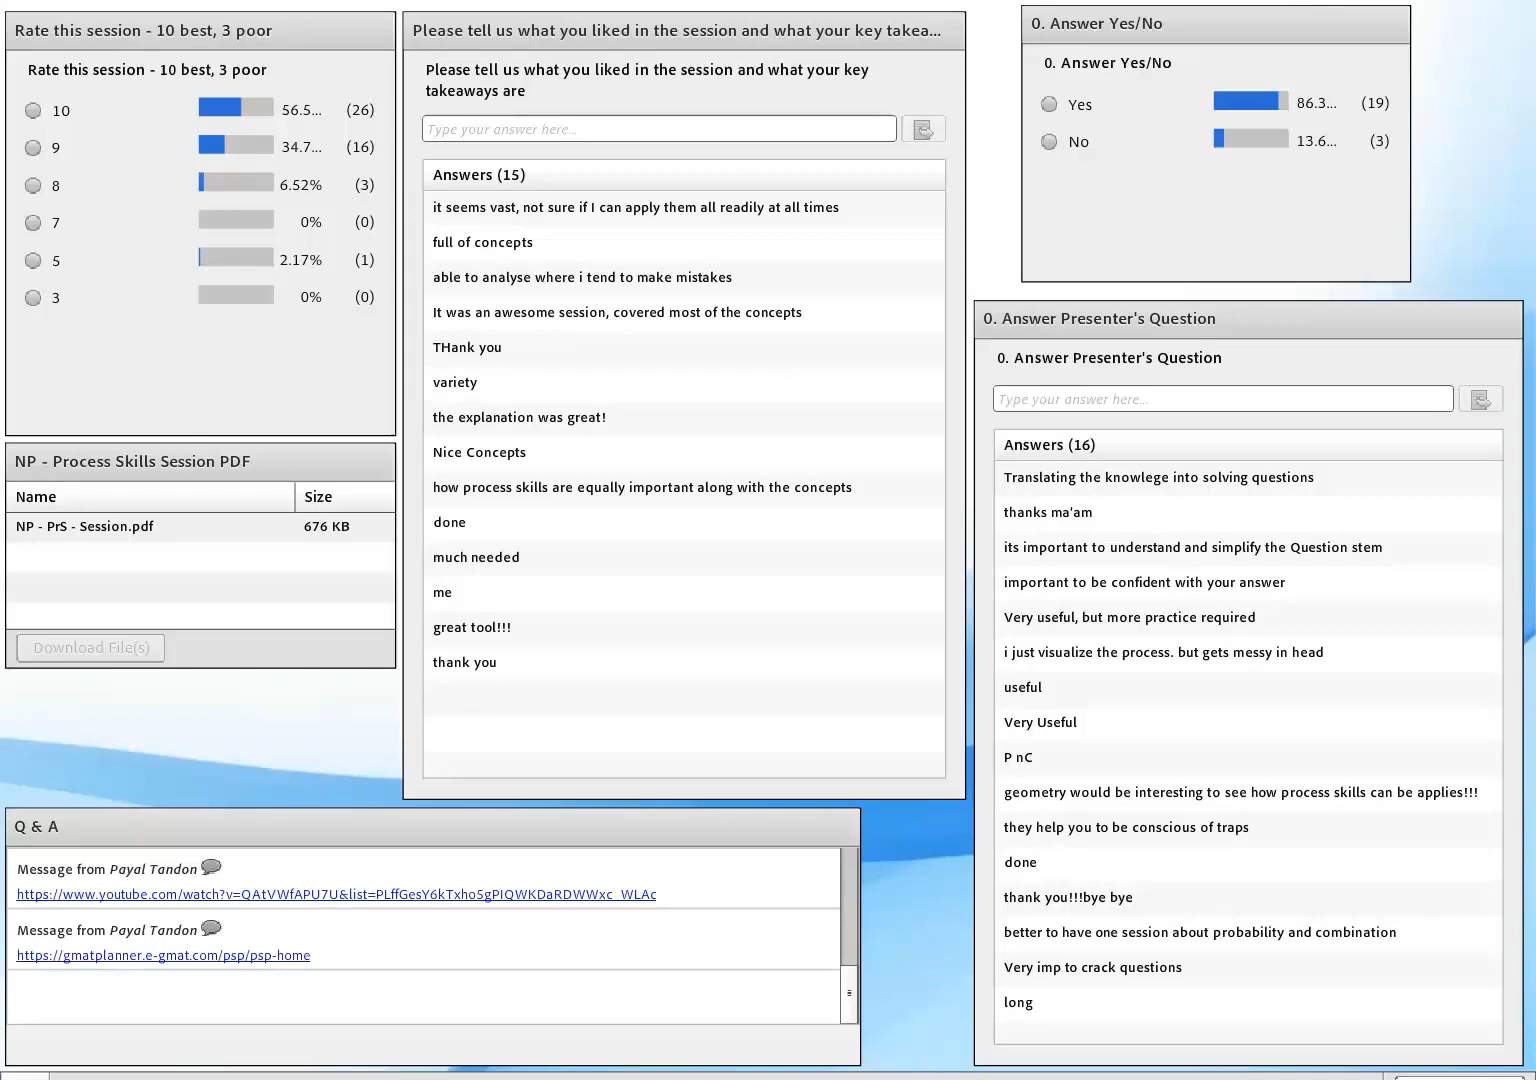 Rate this session - 10 best, 3 poor
Rate this session - 10 best, 3 poor
10 56.5... (26)
9 34.7... (16)
8 6.52% (3)
7 0% (0)
5 2.17% (1)
3 0% (0)
NP - Process Skills Session PDF
Name Size
NP - PrS - Session.pdf 676 KB
Download File(s)
Please tell us what you liked in the session and what your key takea...
Please tell us what you liked in the session and what your key
takeaways are
Type your answer here...
Answers (15)
it seems vast, not sure if I can apply them all readily at all times
full of concepts
able to analyse where i tend to make mistakes
It was an awesome session, covered most of the concepts
THank you
variety
the explanation was great!
Nice Concepts
how process skills are equally important along with the concepts
done
much needed
me
great tool!!!
thank you
Q & A
Message from Payal Tandon
https://www.youtube.com/watch?v=QAtVWfAPU7U&list=PLffGesY6kTxho5gPIQWKDaRDWWxc_WLAc
Message from Payal Tandon
https://gmatplanner.e-gmat.com/psp/psp-home
0. Answer Yes/No
0. Answer Yes/No
Yes 86.3... (19)
No 13.6... (3)
0. Answer Presenter's Question
0. Answer Presenter's Question
Type your answer here...
Answers (16)
Translating the knowlege into solving questions
thanks ma'am
its important to understand and simplify the Question stem
important to be confident with your answer
Very useful, but more practice required
i just visualize the process. but gets messy in head
useful
Very Useful
P nC
geometry would be interesting to see how process skills can be applies!!!
they help you to be conscious of traps
done
thank you!!!bye bye
better to have one session about probability and combination
Very imp to crack questions
long